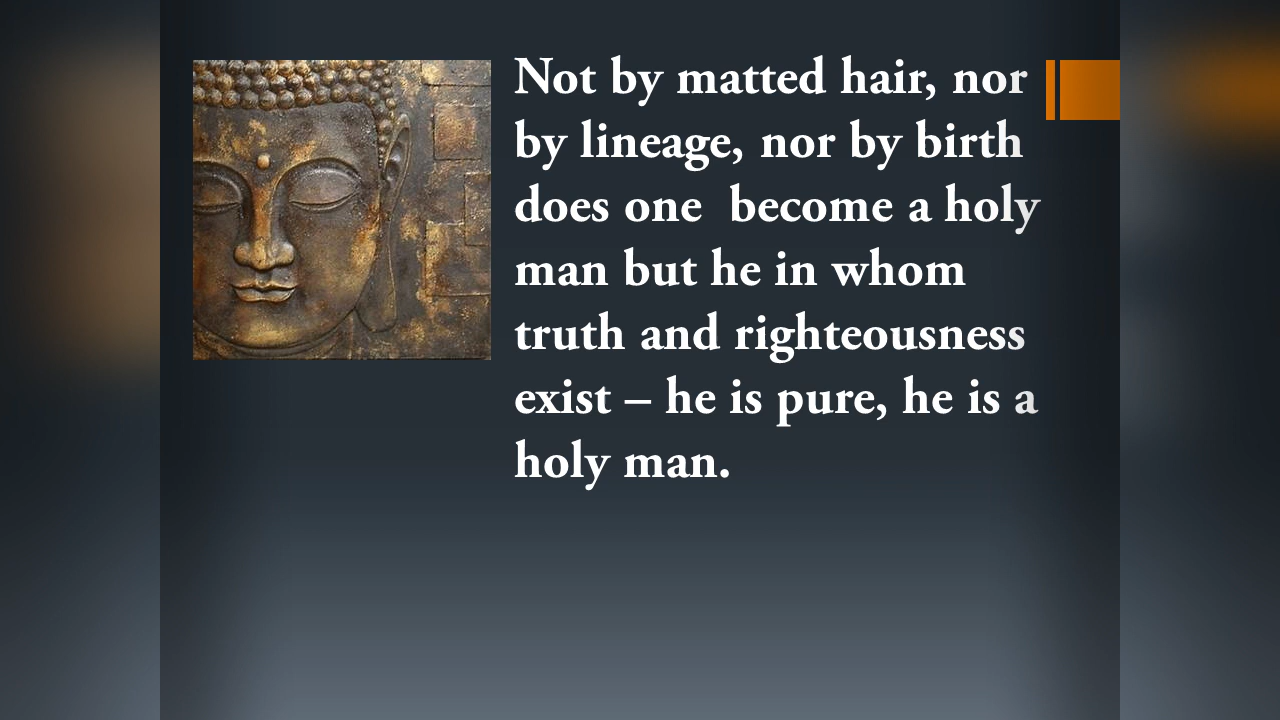 Not by matted hair, nor
by lineage, nor by birth
does one  become a holy
man but he in whom
truth and righteousness
exist – he is pure, he is a
holy man.